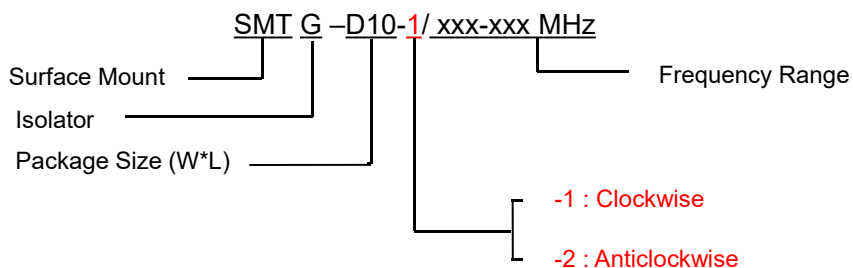 SMT G –D10-1/ xxx-xxx MHz
Surface Mount
Frequency Range
Isolator
Package Size (W*L)
-1 : Clockwise
-2 : Anticlockwise